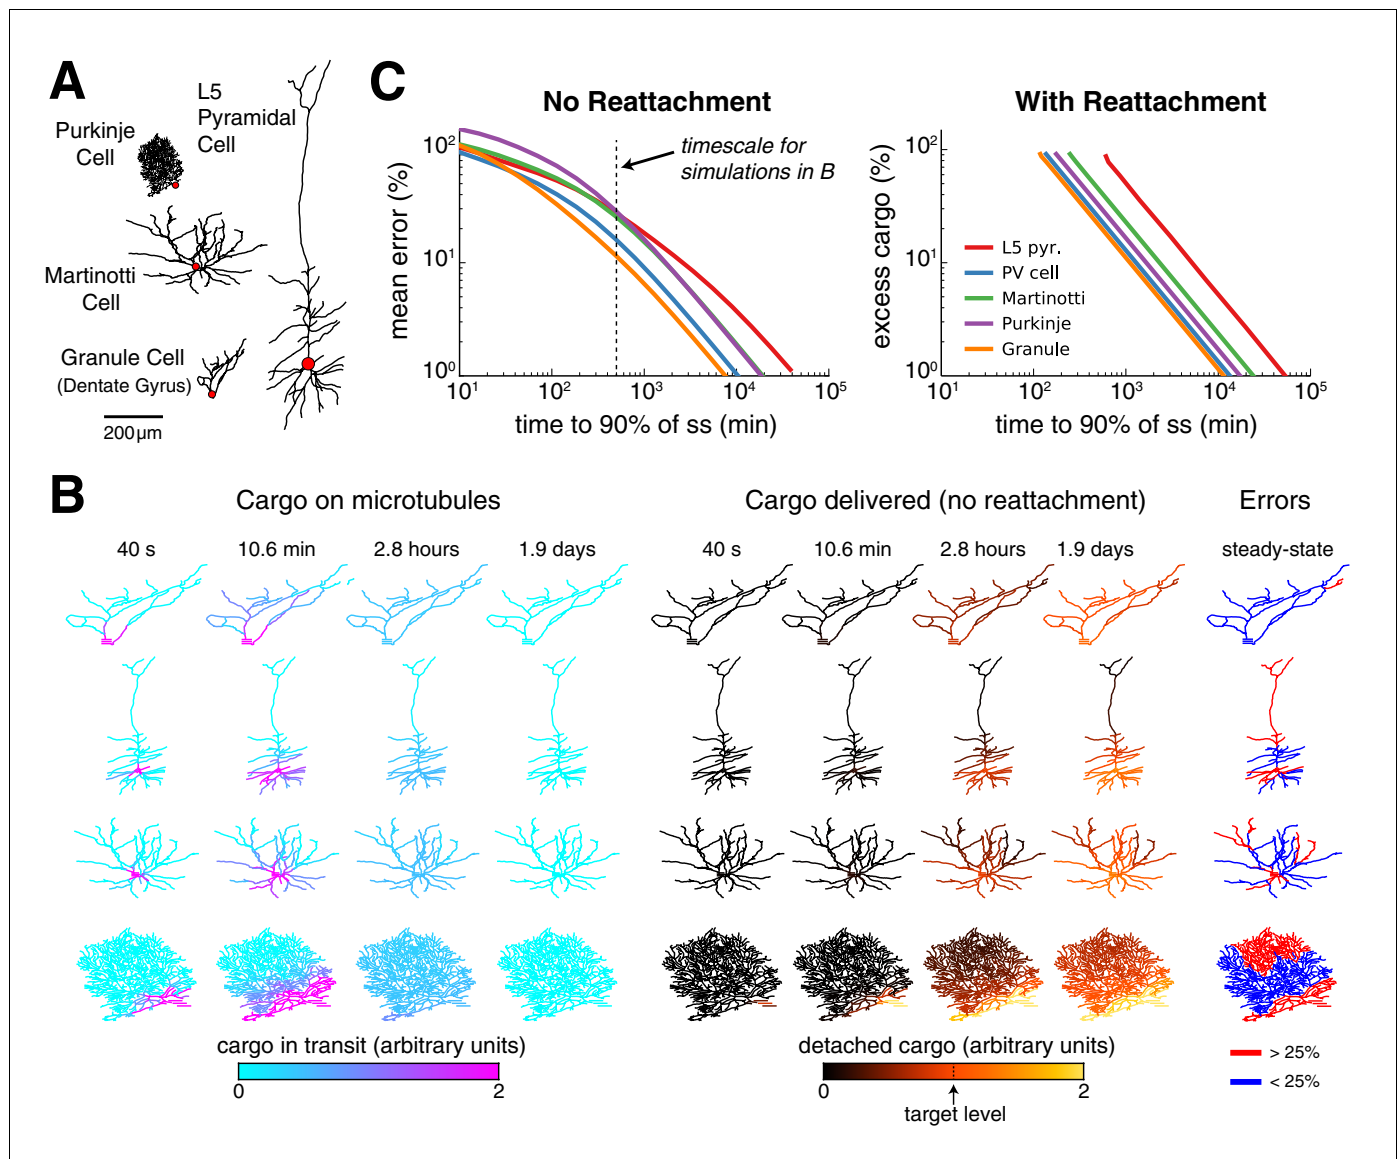 A
Purkinje
Cell
L5
Pyramidal
Cell
Martinotti
Cell
Granule Cell
(Dentate Gyrus)
200 µm
C
No Reattachment
mean error (%)
10² 10¹ 10⁰
timescale for
simulations in B
10¹ 10² 10³ 10⁴ 10⁵
time to 90% of ss (min)
With Reattachment
excess cargo (%)
10² 10¹ 10⁰
L5 pyr.
PV cell
Martinotti
Purkinje
Granule
10¹ 10² 10³ 10⁴ 10⁵
time to 90% of ss (min)
B
Cargo on microtubules
40 s 10.6 min 2.8 hours 1.9 days
cargo in transit (arbitrary units)
0 2
Cargo delivered (no reattachment)
40 s 10.6 min 2.8 hours 1.9 days
detached cargo (arbitrary units)
0 2
target level
Errors
steady-state
> 25%
< 25%